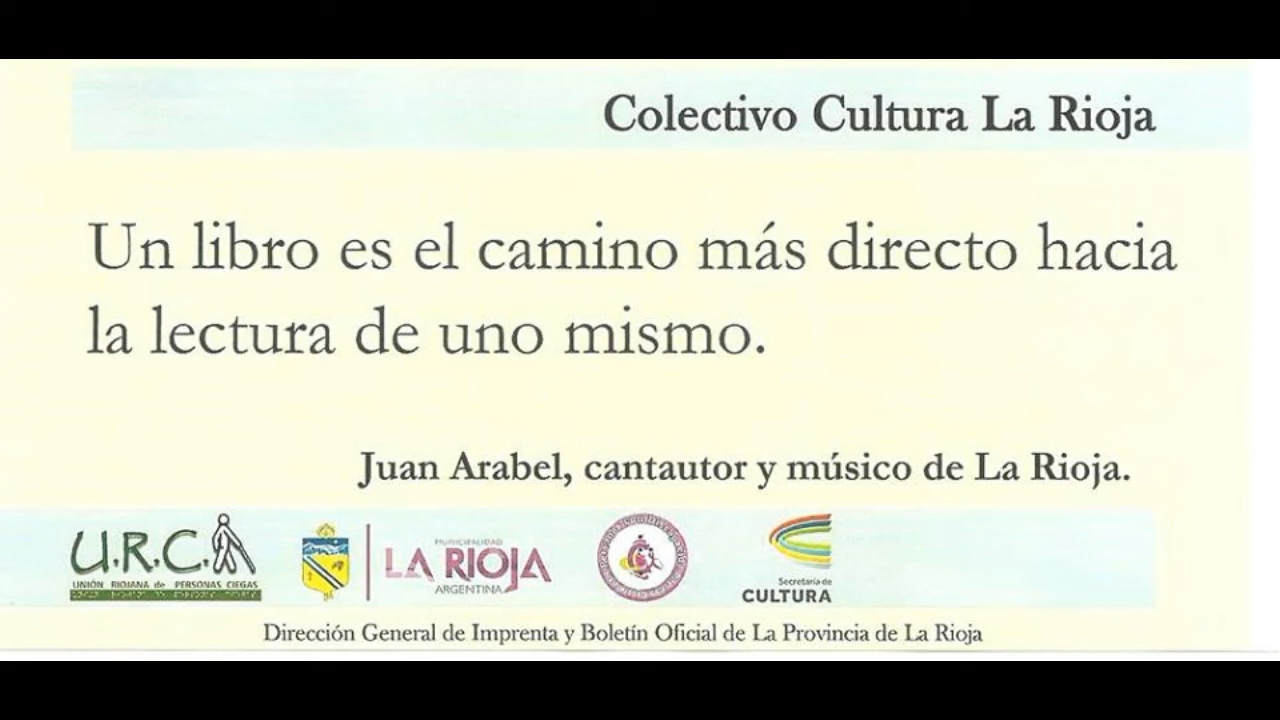 Colectivo Cultura La Rioja
Un libro es el camino más directo hacia
la lectura de uno mismo.
Juan Arabel, cantautor y músico de La Rioja.
U.R.C.
UNIÓN RIOJANA de PERSONAS CIEGAS
MUNICIPALIDAD
LA RIOJA
ARGENTINA
Secretaría de
CULTURA
Dirección General de Imprenta y Boletín Oficial de La Provincia de La Rioja